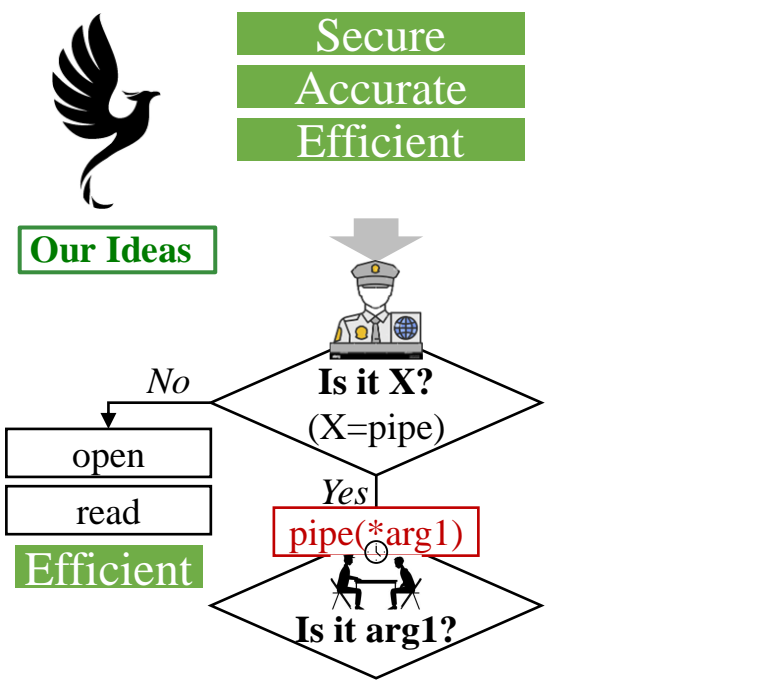 Secure
Accurate
Efficient
Our Ideas
Is it X?
(X=pipe)
No
open
read
Efficient
Yes
pipe(*arg1)
Is it arg1?